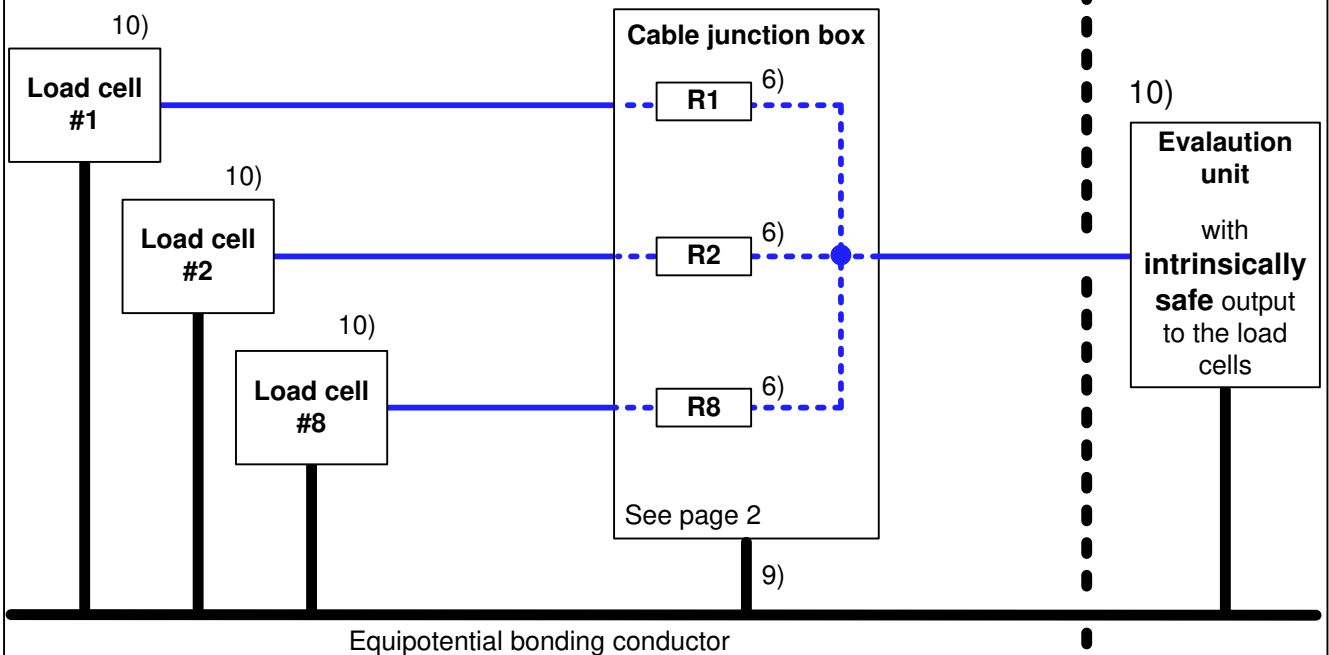 10)
Load cell
#1
10)
Load cell
#2
10)
Load cell
#8
Cable junction box
R1
6)
R2
6)
R8
6)
See page 2
9)
10)
Evalaution
unit
with
intrinsically
safe output
to the load
cells
Equipotential bonding conductor